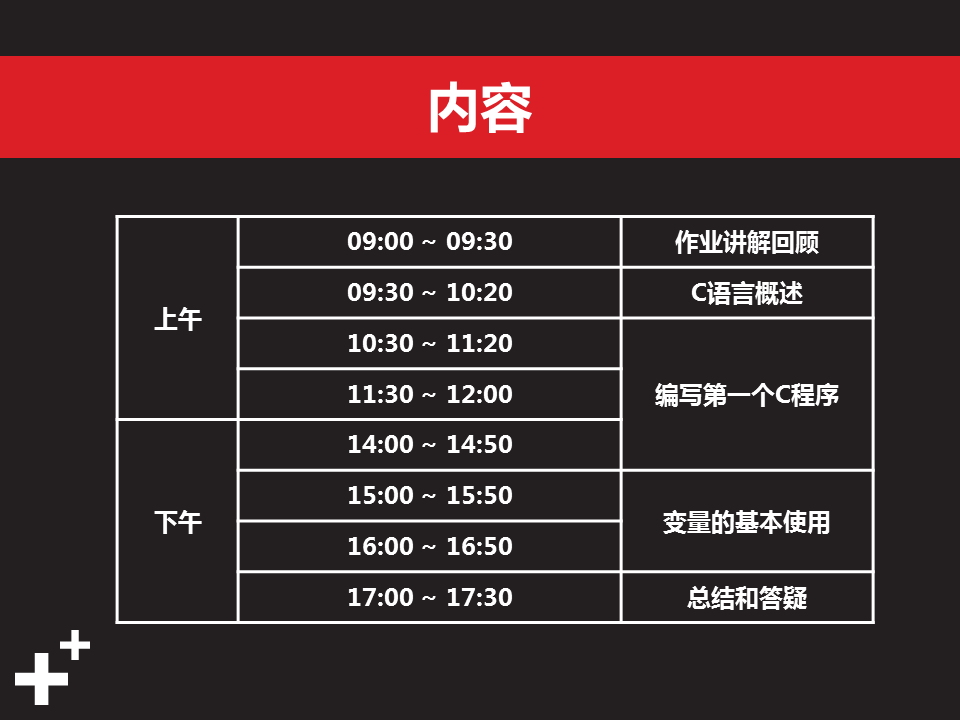 内容
上午
09:00 ~ 09:30
作业讲解回顾
09:30 ~ 10:20
C语言概述
10:30 ~ 11:20
编写第一个C程序
11:30 ~ 12:00
下午
14:00 ~ 14:50
15:00 ~ 15:50
变量的基本使用
16:00 ~ 16:50
17:00 ~ 17:30
总结和答疑